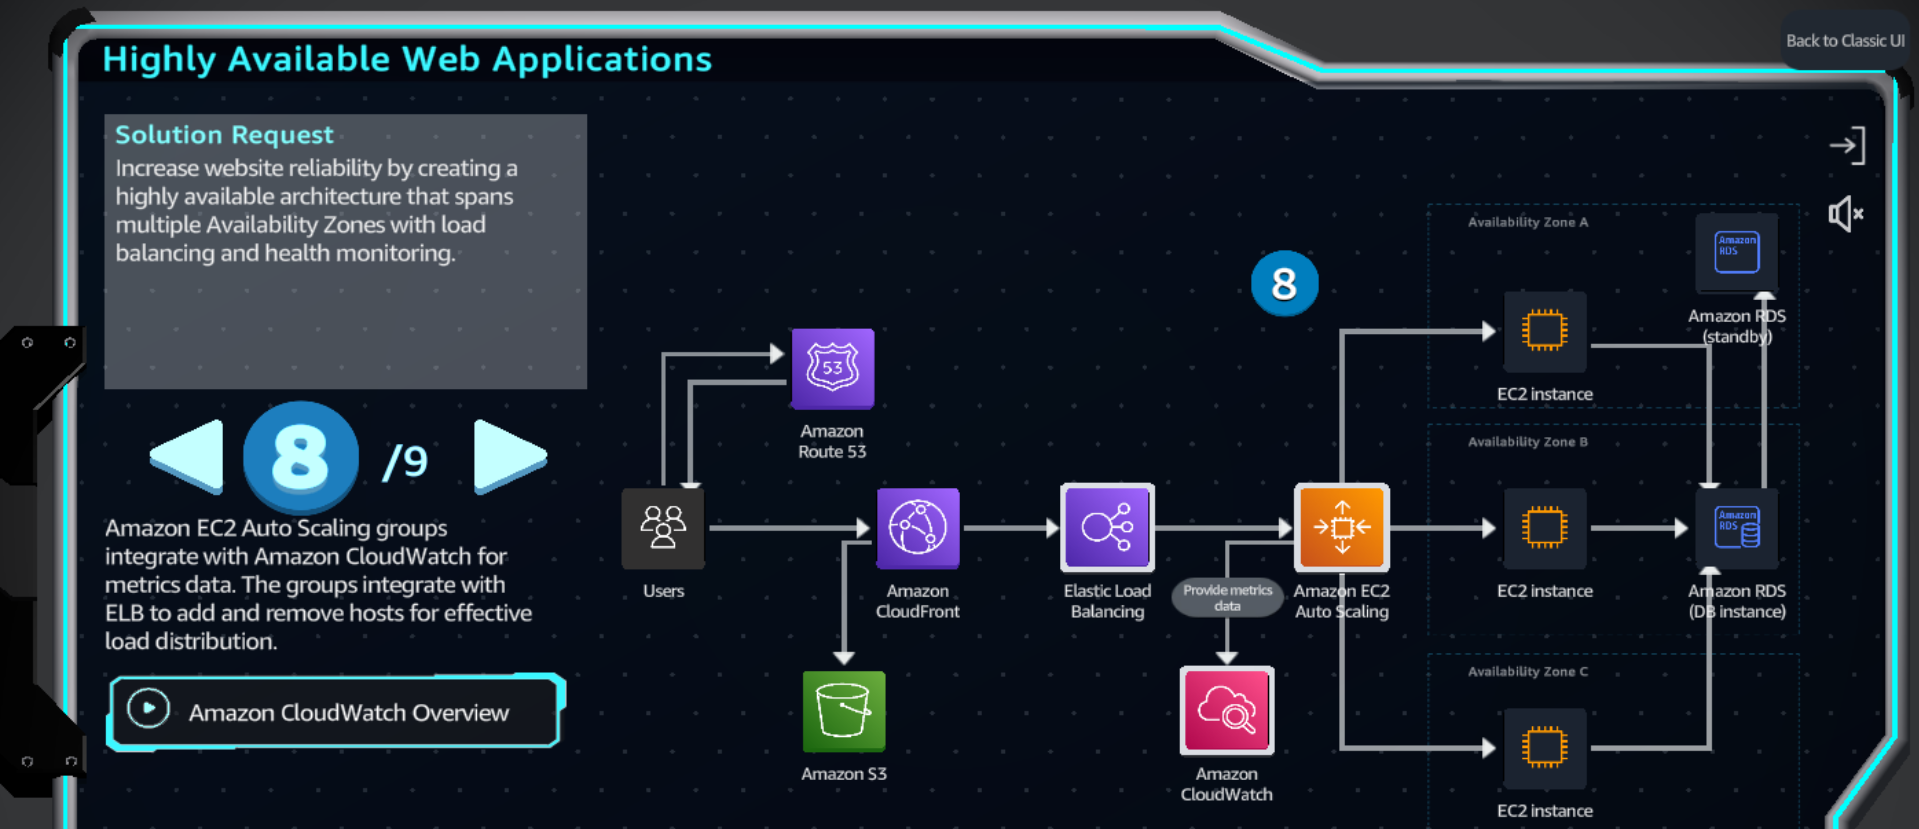 Back to Classic UI
Highly Available Web Applications
Solution Request
Increase website reliability by creating a
highly available architecture that spans
multiple Availability Zones with load
balancing and health monitoring.
8
/9
Amazon EC2 Auto Scaling groups
integrate with Amazon CloudWatch for
metrics data. The groups integrate with
ELB to add and remove hosts for effective
load distribution.
Amazon CloudWatch Overview
8
Availability Zone A
Amazon
RDS
Amazon RDS
(standby)
EC2 instance
53
Amazon
Route 53
Availability Zone B
Users
Amazon
CloudFront
Elastic Load
Balancing
Provide metrics
data
Amazon EC2
Auto Scaling
EC2 instance
Amazon
RDS
Amazon RDS
(DB instance)
Availability Zone C
Amazon S3
Amazon
CloudWatch
EC2 instance